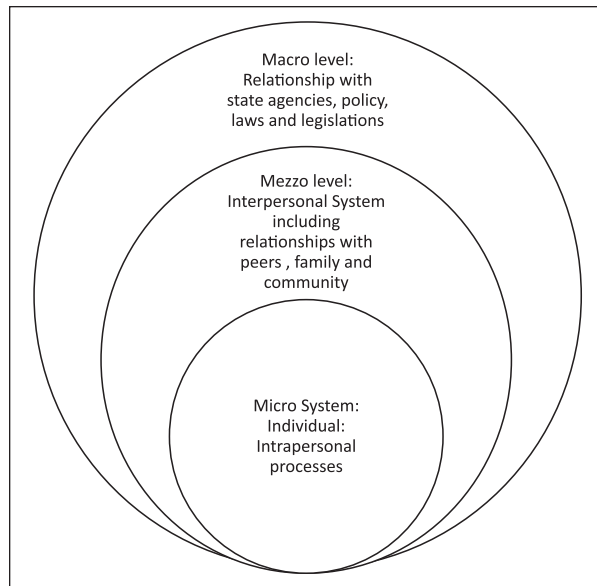 Macro level:
Relationship with
state agencies, policy,
laws and legislations
Mezzo level:
Interpersonal System
including
relationships with
peers , family and
community
Micro System:
Individual:
Intrapersonal
processes